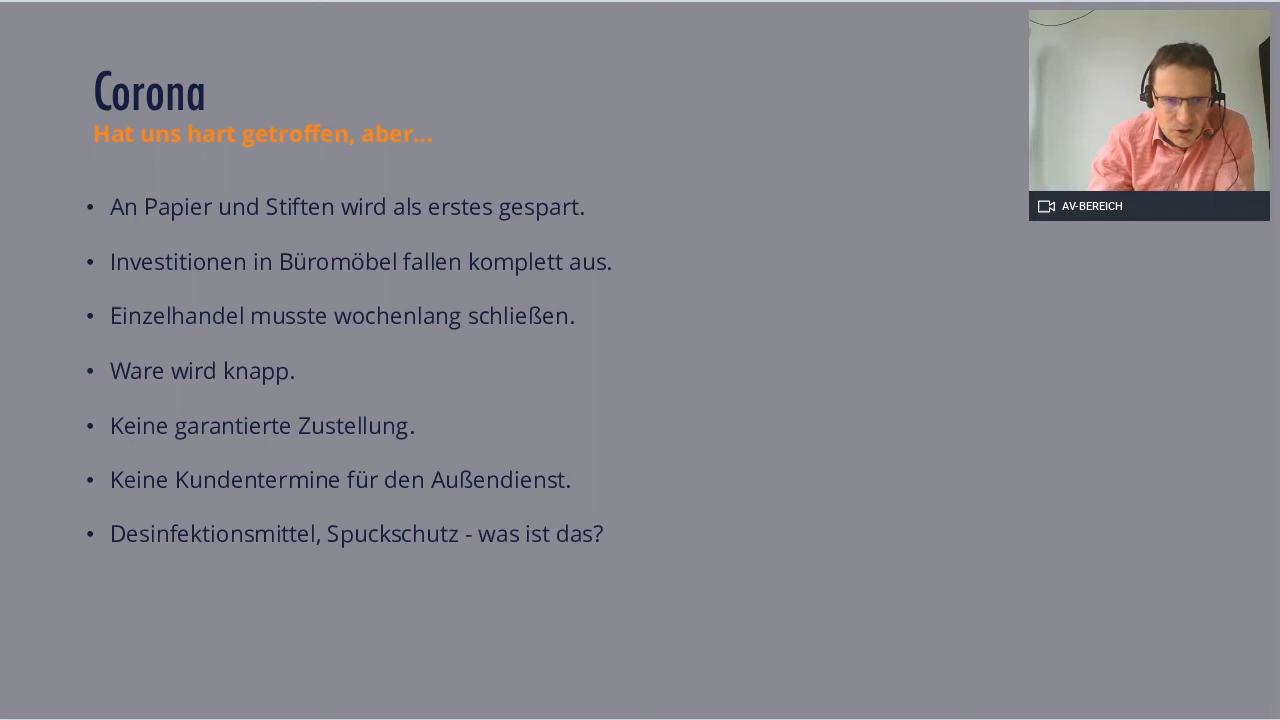 Corona
Hat uns hart getroffen, aber...
• An Papier und Stiften wird als erstes gespart.
• Investitionen in Büromöbel fallen komplett aus.
• Einzelhandel musste wochenlang schließen.
• Ware wird knapp.
• Keine garantierte Zustellung.
• Keine Kundentermine für den Außendienst.
• Desinfektionsmittel, Spuckschutz - was ist das?
AV-BEREICH